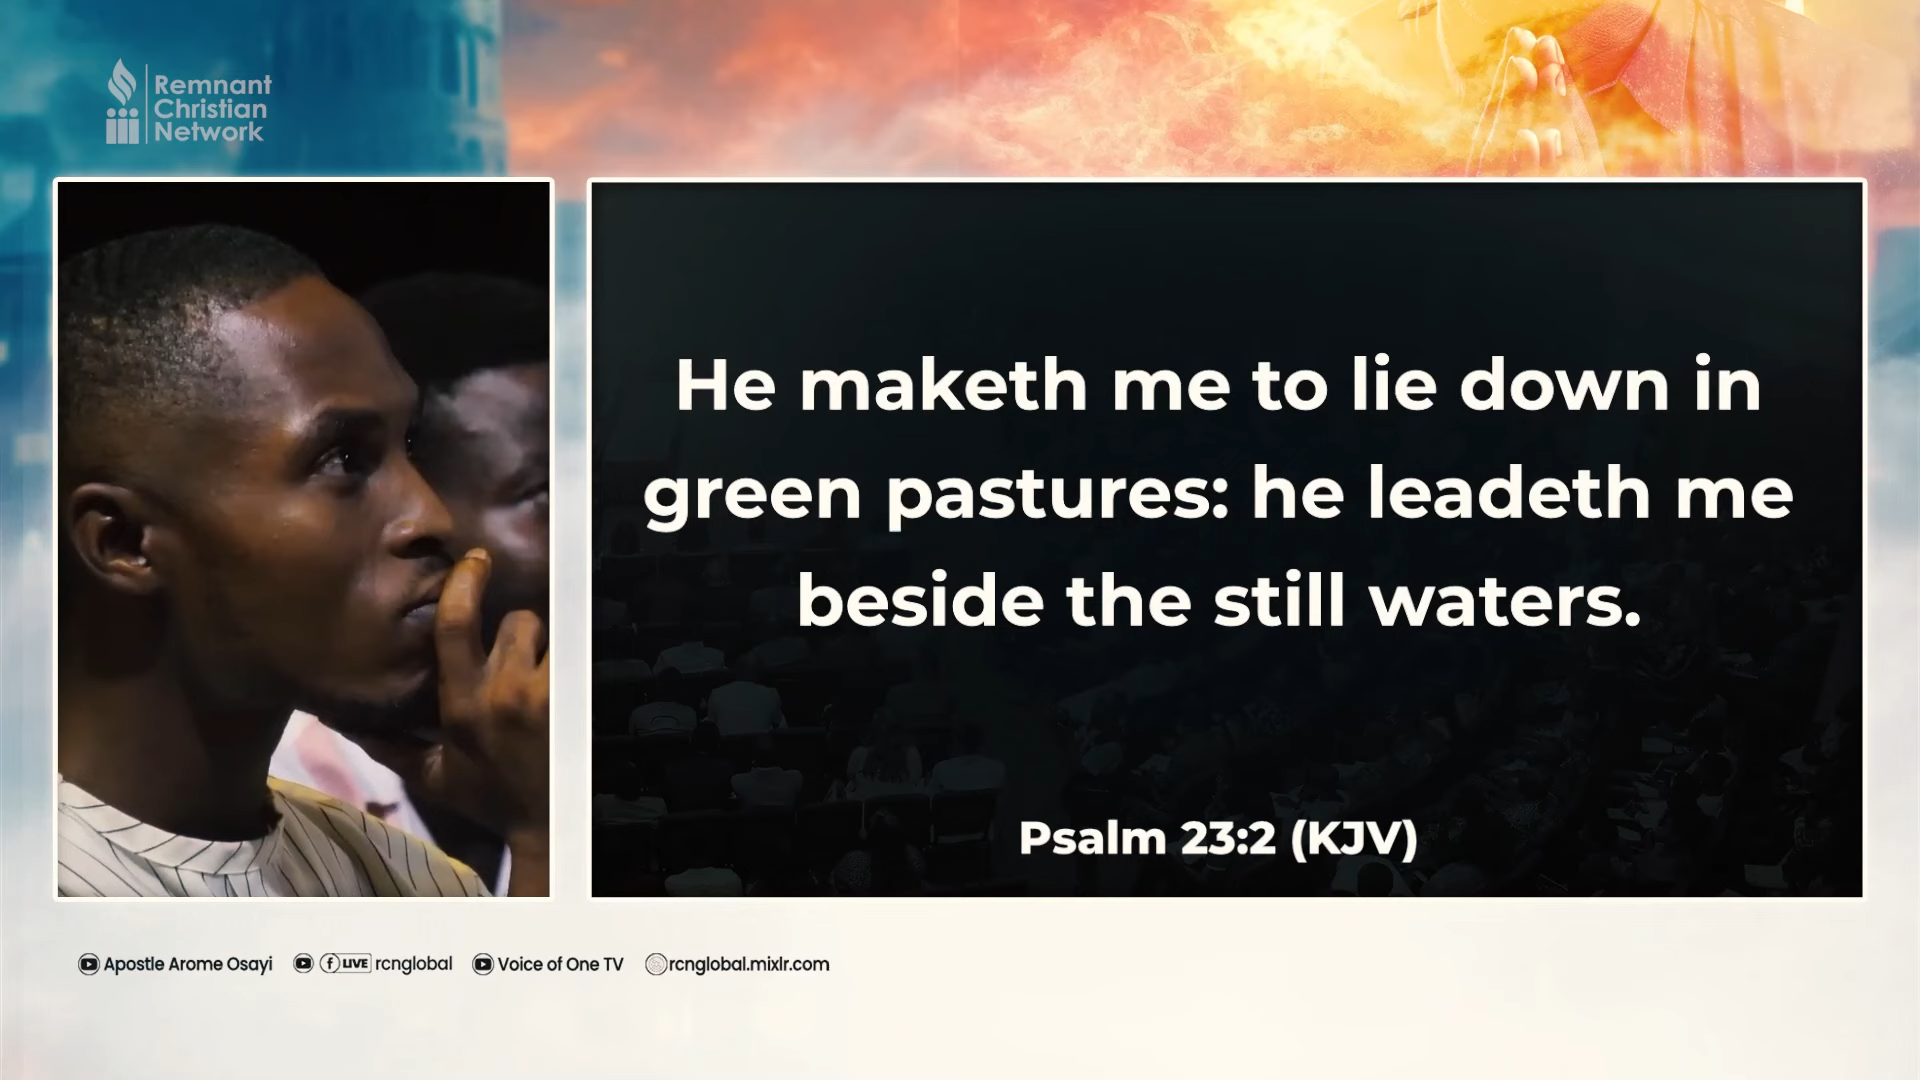 Remnant
Christian
Network
He maketh me to lie down in
green pastures: he leadeth me
beside the still waters.
Psalm 23:2 (KJV)
Apostle Arome Osayi f LIVE rcnglobal Voice of One TV rcnglobal.mixlr.com